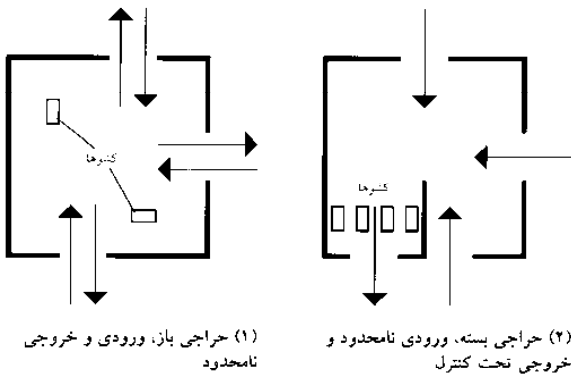 کشوها
کشوها
(۱) حراجی باز، ورودی و خروجی
نامحدود
(۲) حراجی بسته، ورودی نامحدود و
خروجی تحت کنترل